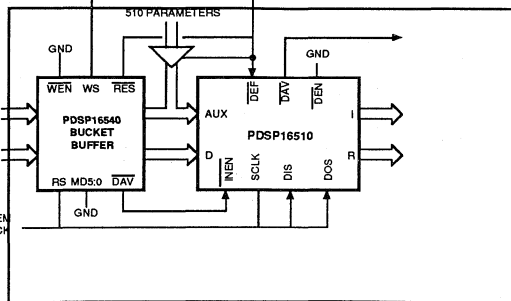 510 PARAMETERS
GND
GND
WEN WS RES
DEF DAV DEN
PDSP16540
BUCKET
BUFFER
AUX
I
PDSP16510
D
R
INEN SCLK DIS DOS
RS MD5:0 DAV
GND